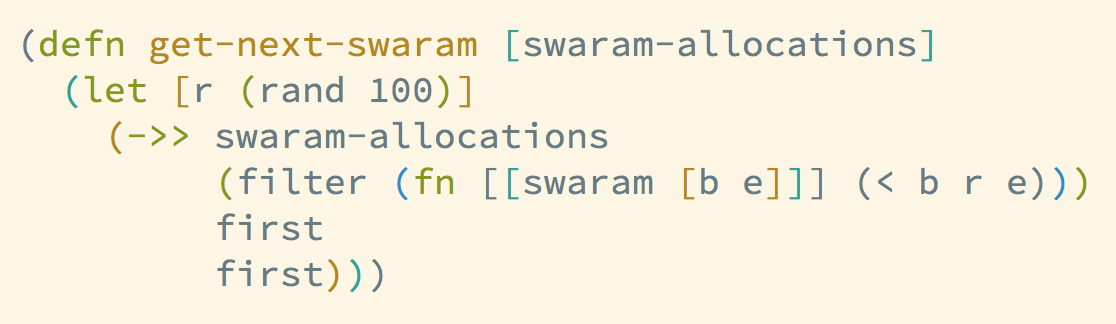 (defn get-next-swaram [swaram-allocations]
  (let [r (rand 100)]
    (->> swaram-allocations
         (filter (fn [[swaram [b e]]] (< b r e)))
         first
         first)))